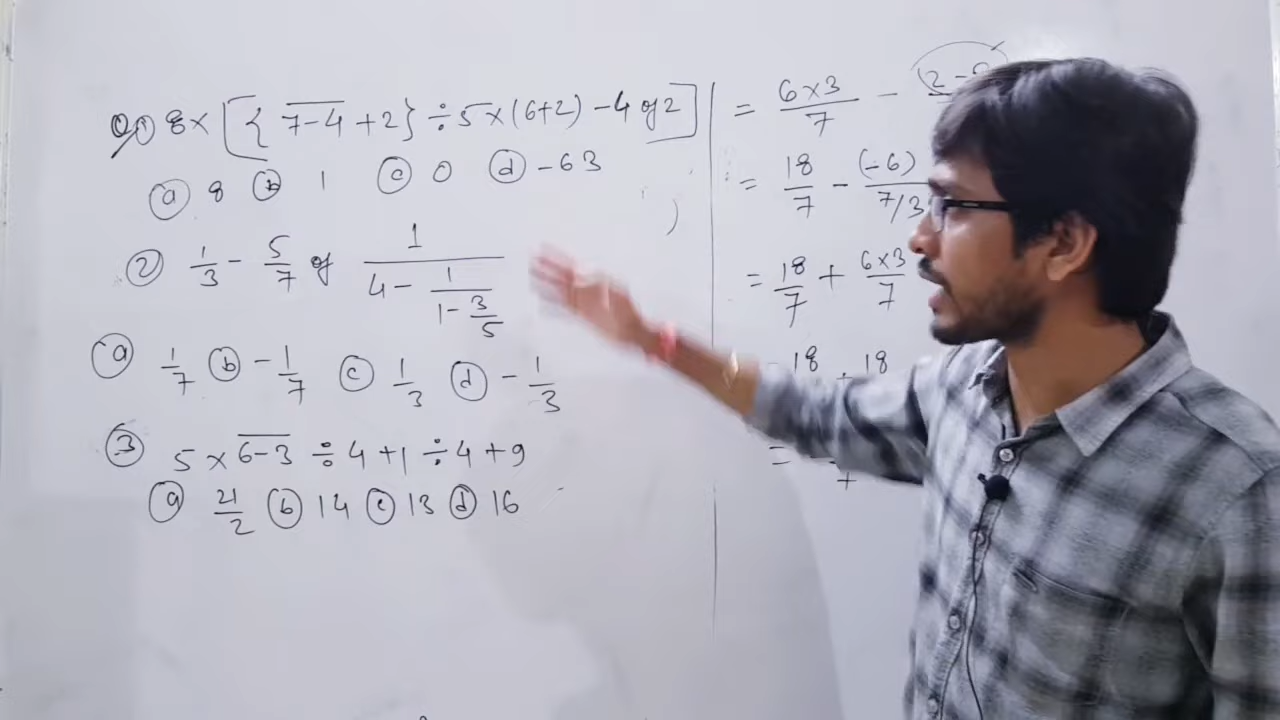 Q① 8 × [{ 7-4̅ + 2} ÷ 5 × (6+2) - 4 of 2]
ⓐ 8 ⓑ 1 ⓒ 0 ⓓ -63
② 1/3 - 5/7 of 1/(4 - 1/(1 - 3/5))
ⓐ 1/7 ⓑ -1/7 ⓒ 1/3 ⓓ -1/3
③ 5 × 6-3̅ ÷ 4 + 1 ÷ 4 + 9
ⓐ 21/2 ⓑ 14 ⓒ 13 ⓓ 16
= 6×3/7 - (2-8
= 18/7 - (-6)/7/3
= 18/7 + 6×3/7
= 18 + 18
=
+